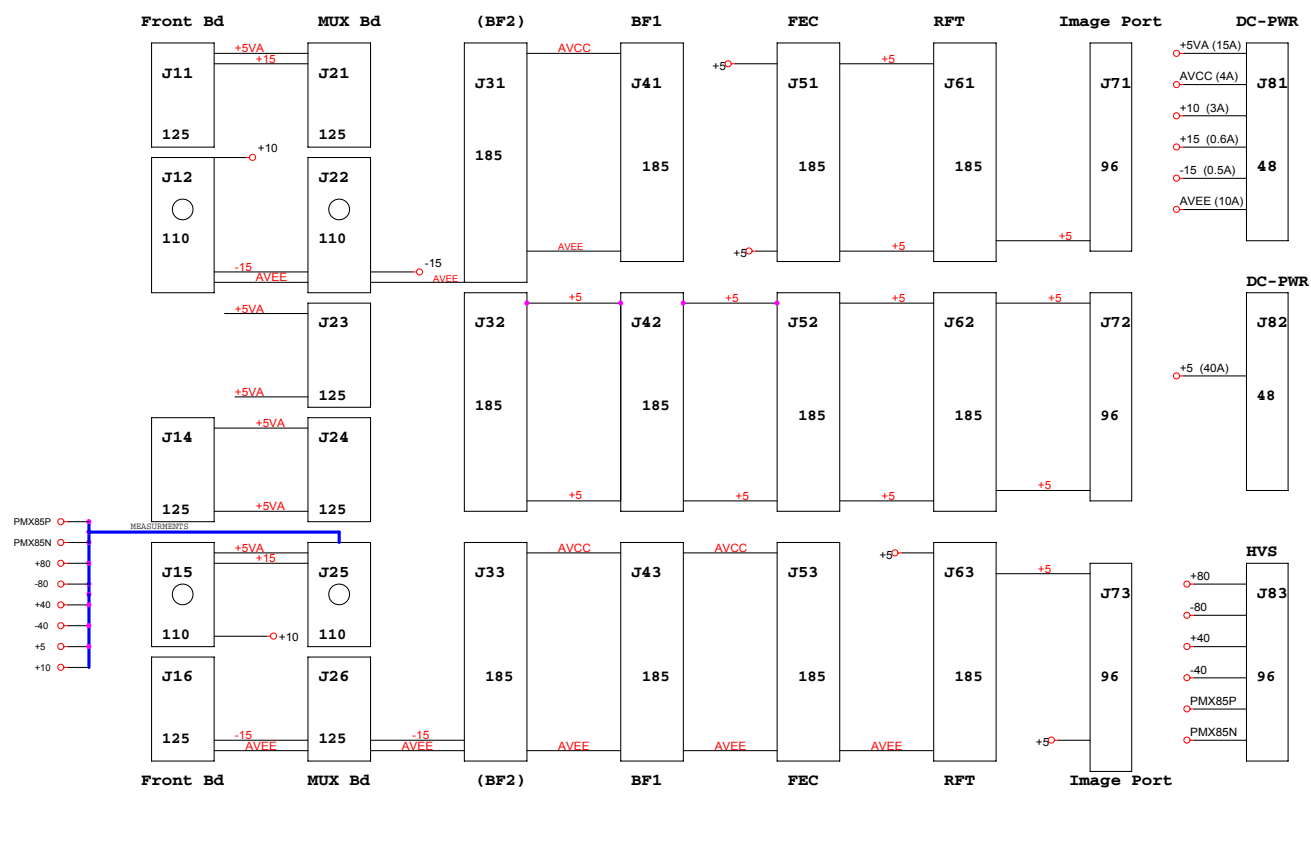 Front Bd MUX Bd (BF2) BF1 FEC RFT Image Port DC-PWR
+5VA AVCC +5VA (15A)
+15 +5 +5
J11 J21 J31 J41 J51 J61 J71 AVCC (4A) J81
+10 (3A)
125 125 +15 (0.6A)
+10 185 185 185 185 96 48
J12 J22 -15 (0.5A)
AVEE (10A)
110 110 +5
AVEE +5 +5
-15 -15
AVEE AVEE DC-PWR
+5 +5 +5 +5
+5VA J23 J32 J42 J52 J62 J72 J82
+5 (40A)
+5VA 125 48
185 185 185 185 96
+5VA
J14 J24
+5 +5
+5 +5 +5
125 +5VA 125
PMX85P MEASURMENTS
PMX85N
+5VA AVCC AVCC +5 HVS
+15
+80 J15 J25 J33 J43 J53 J63 +5 +80
-80 J73 J83
+40 -80
-40 110 +10 110 +40
+5
+10 J16 J26 185 185 185 185 96 -40 96
PMX85P
-15 -15 +5 PMX85N
125 AVEE 125 AVEE AVEE AVEE AVEE
Front Bd MUX Bd (BF2) BF1 FEC RFT Image Port